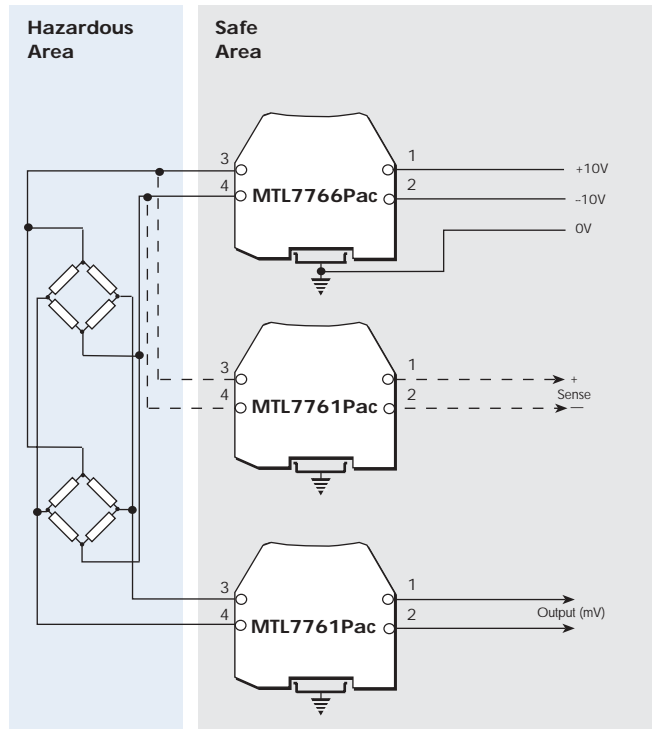 Hazardous
Area
Safe
Area
3
4
MTL7766Pac
1
2
+10V
–10V
0V
3
4
MTL7761Pac
1
2
+
Sense
—
3
4
MTL7761Pac
1
2
Output (mV)